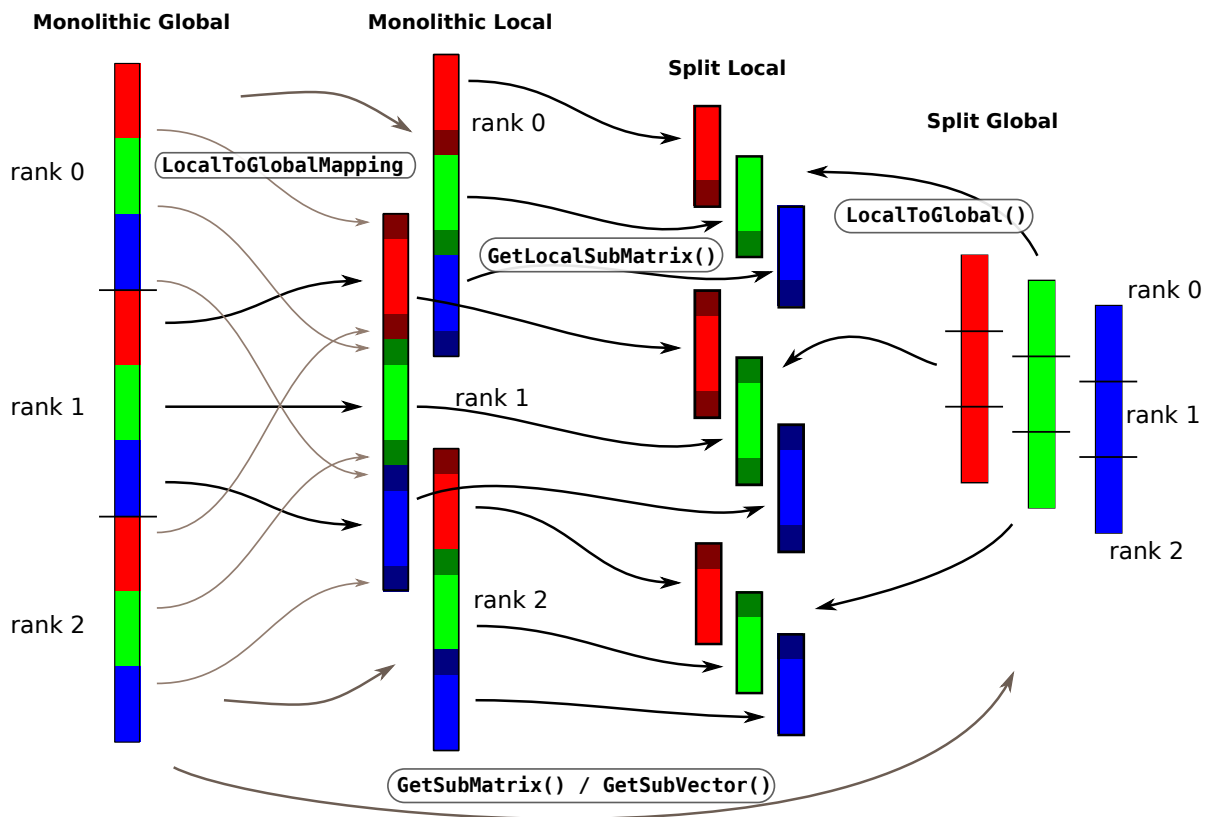 Monolithic Global
Monolithic Local
Split Local
Split Global
rank 0
rank 0
LocalToGlobalMapping
LocalToGlobal()
GetLocalSubMatrix()
rank 0
rank 1
rank 1
rank 1
rank 2
rank 2
rank 2
GetSubMatrix() / GetSubVector()